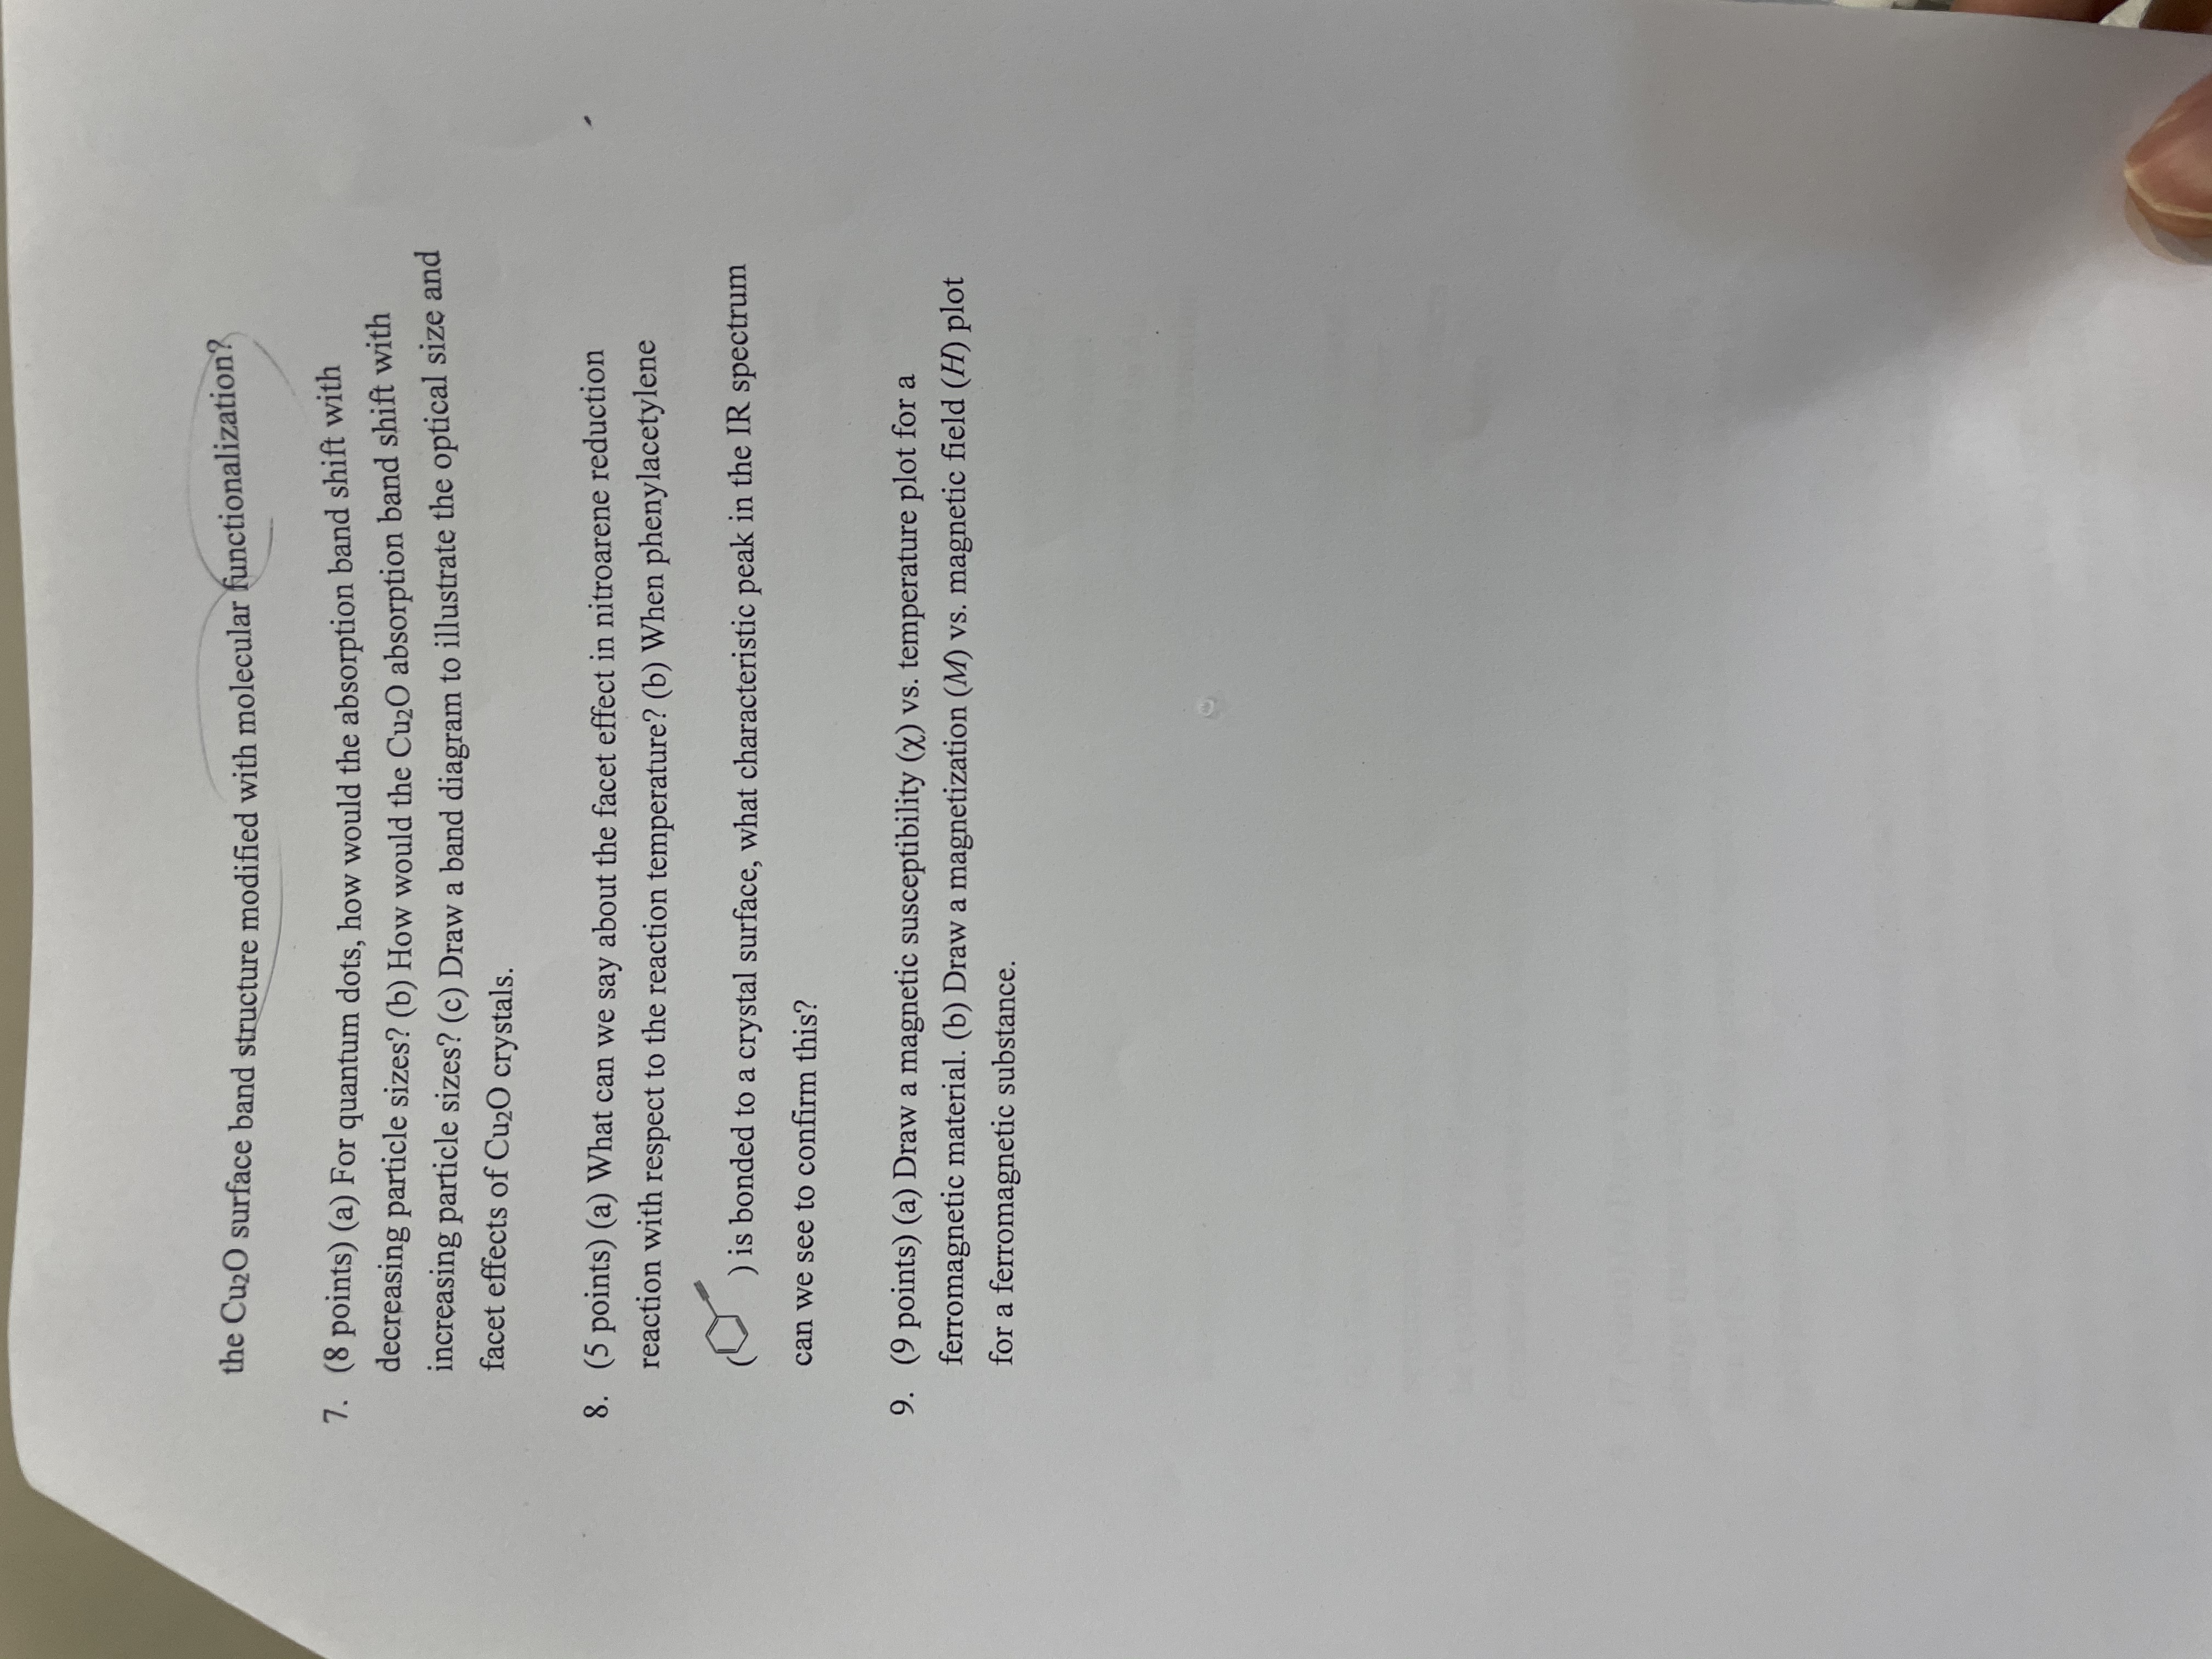 the Cu₂O surface band structure modified with molecular functionalization?
7. (8 points) (a) For quantum dots, how would the absorption band shift with
decreasing particle sizes? (b) How would the Cu₂O absorption band shift with
increasing particle sizes? (c) Draw a band diagram to illustrate the optical size and
facet effects of Cu₂O crystals.
8. (5 points) (a) What can we say about the facet effect in nitroarene reduction
reaction with respect to the reaction temperature? (b) When phenylacetylene
( ) is bonded to a crystal surface, what characteristic peak in the IR spectrum
can we see to confirm this?
9. (9 points) (a) Draw a magnetic susceptibility (χ) vs. temperature plot for a
ferromagnetic material. (b) Draw a magnetization (M) vs. magnetic field (H) plot
for a ferromagnetic substance.